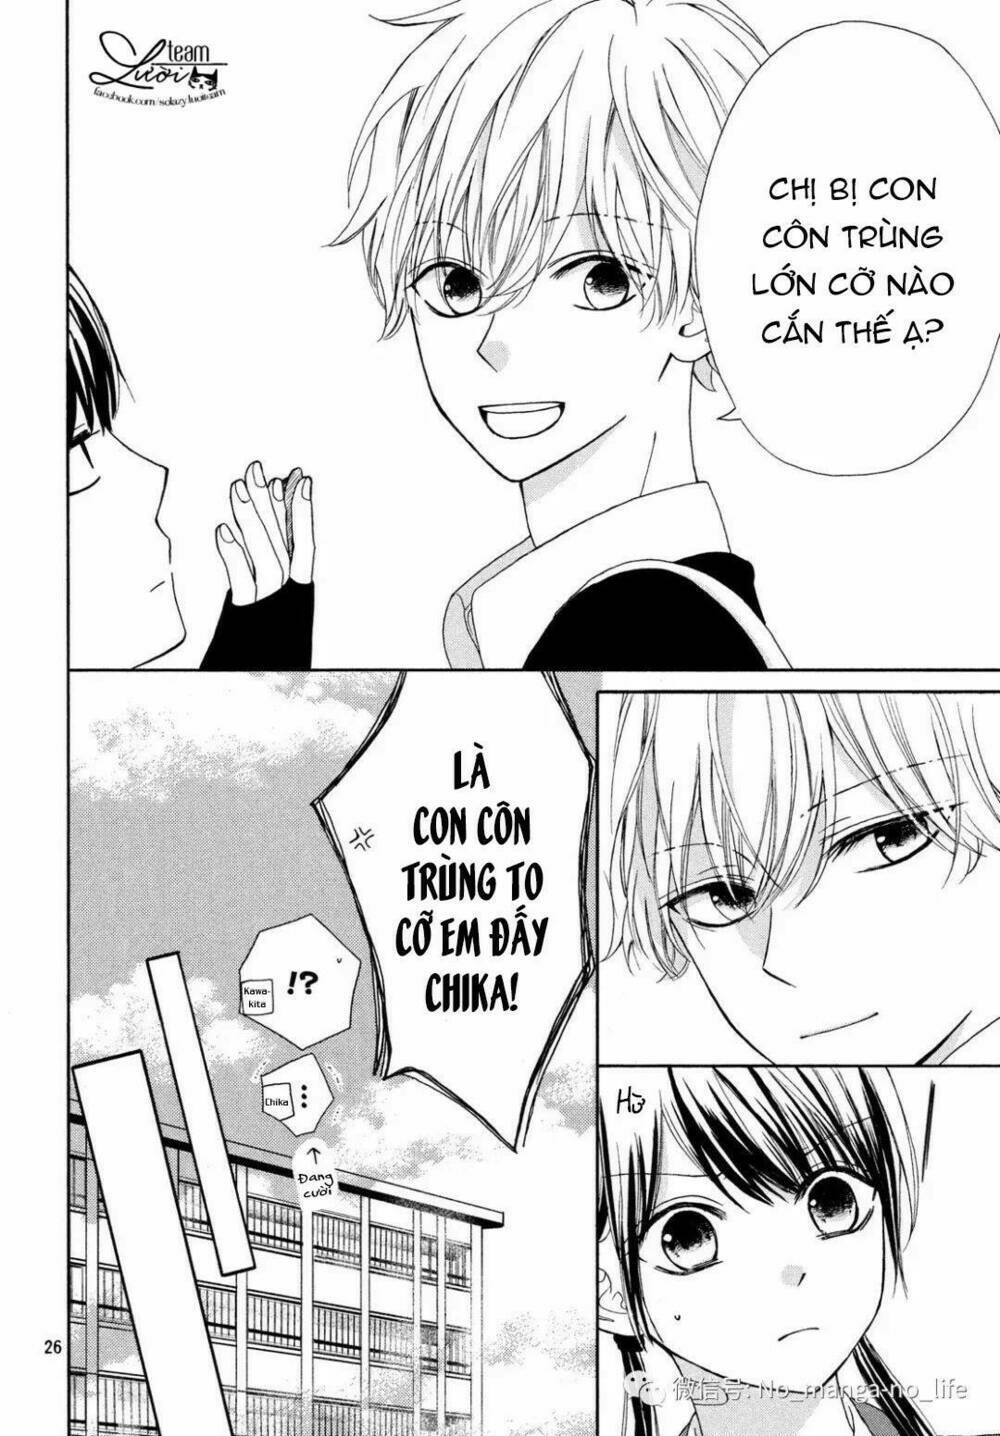 team
Lười
facebook.com/solazy.luoiteam
CHỊ BỊ CON
CÔN TRÙNG
LỚN CỠ NÀO
CẮN THẾ Ạ?
LÀ
CON CÔN
TRÙNG TO
CỠ EM ĐẤY
CHIKA!
!?
Kawa-
kita
Chika
Đang
cười
Hừ
26
微信号: No_manga-no_life